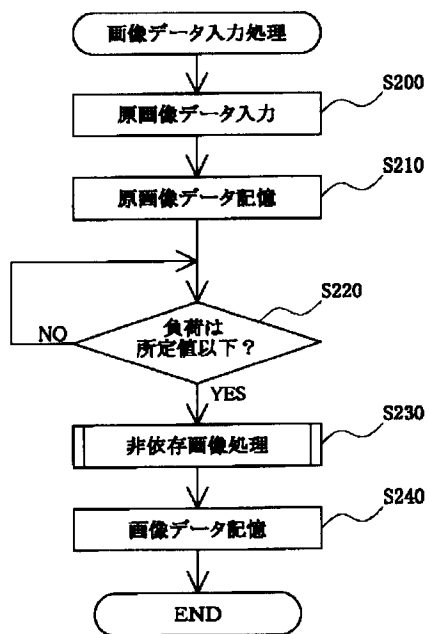 画像データ入力処理
S200
原画像データ入力
S210
原画像データ記憶
S220
負荷は
所定値以下？
NO
YES
S230
非依存画像処理
S240
画像データ記憶
END